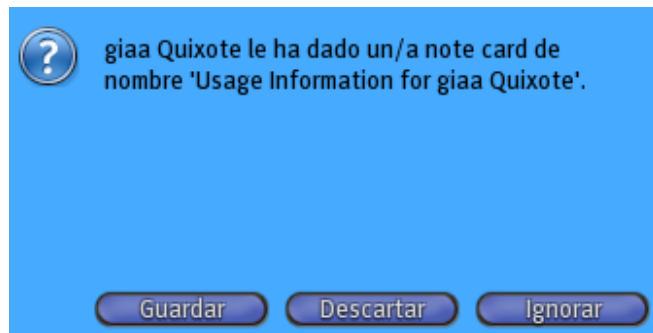 giaa Quixote le ha dado un/a note card de
nombre 'Usage Information for giaa Quixote'.
Guardar Descartar Ignorar